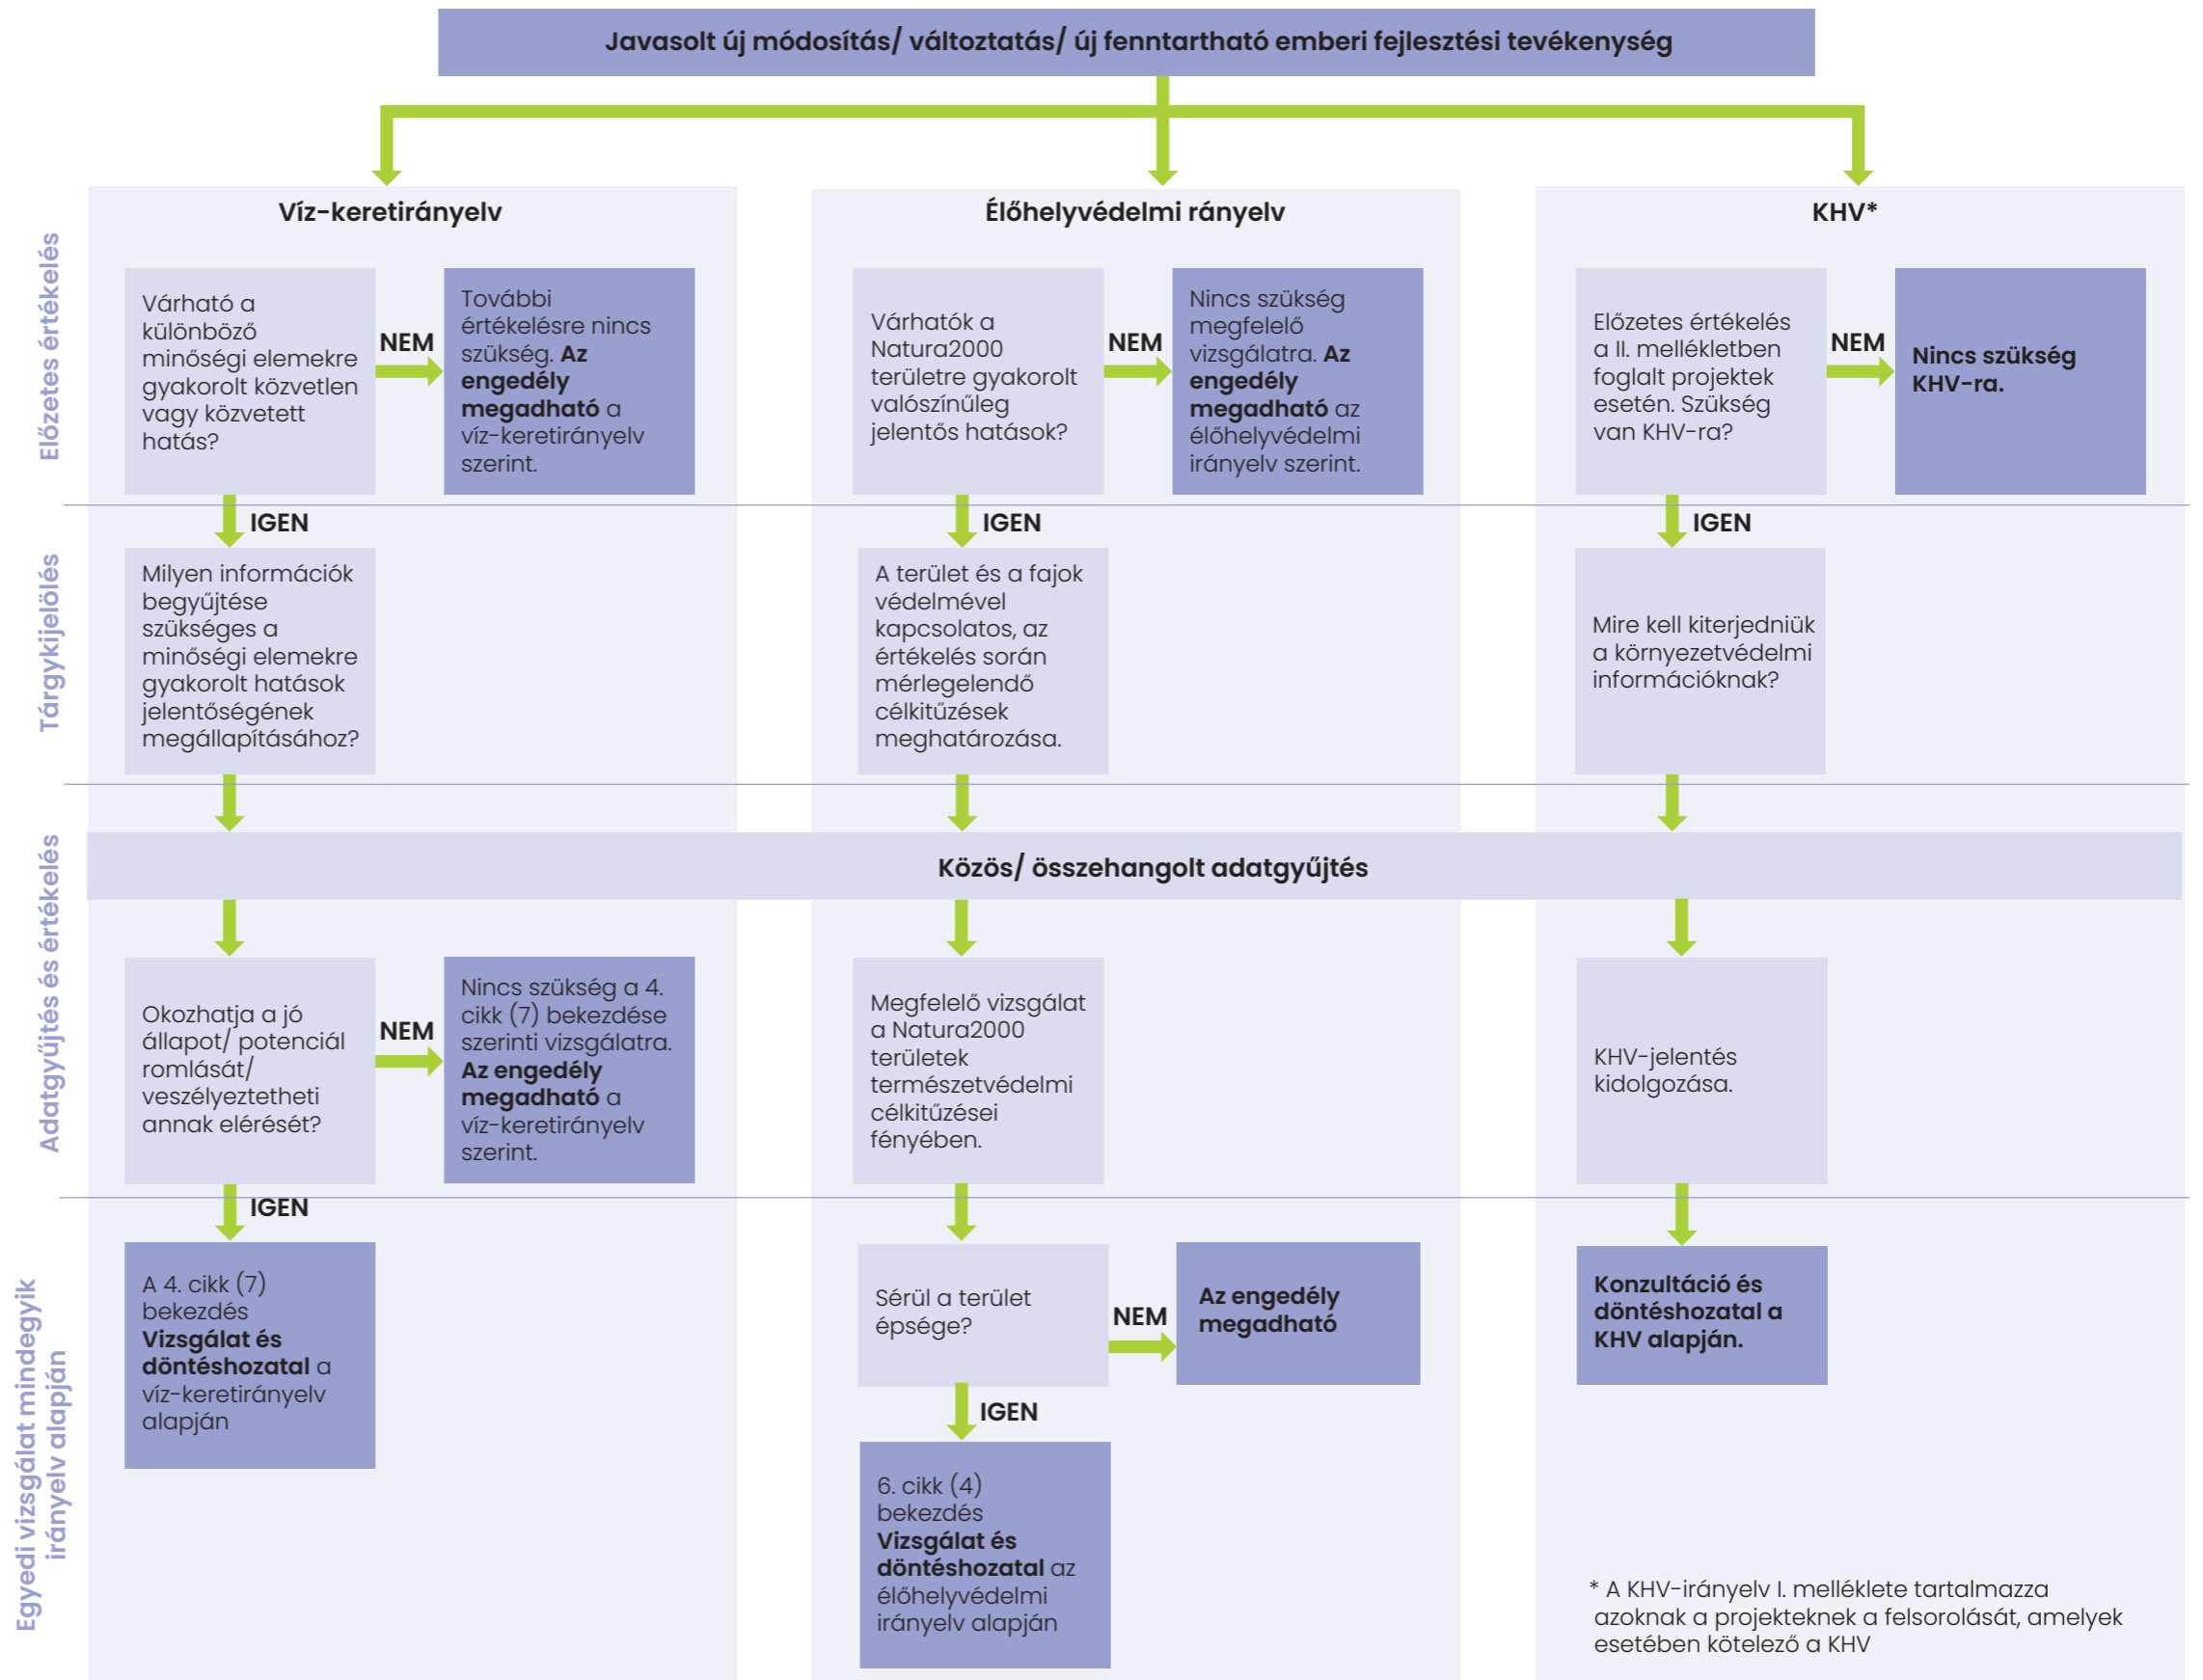 Javasolt új módosítás/ változtatás/ új fenntartható emberi fejlesztési tevékenység
Víz-keretirányelv
Élőhelyvédelmi rányelv
KHV*
Előzetes értékelés
Várható a
különböző
minőségi elemekre
gyakorolt közvetlen
vagy közvetett
hatás?
NEM
További
értékelésre nincs
szükség. Az
engedély
megadható a
víz-keretirányelv
szerint.
Várhatók a
Natura2000
területre gyakorolt
valószínűleg
jelentős hatások?
NEM
Nincs szükség
megfelelő
vizsgálatra. Az
engedély
megadható az
élőhelyvédelmi
irányelv szerint.
Előzetes értékelés
a II. mellékletben
foglalt projektek
esetén. Szükség
van KHV-ra?
NEM
Nincs szükség
KHV-ra.
IGEN
IGEN
IGEN
Tárgykijelölés
Milyen információk
begyűjtése
szükséges a
minőségi elemekre
gyakorolt hatások
jelentőségének
megállapításához?
A terület és a fajok
védelmével
kapcsolatos, az
értékelés során
mérlegelendő
célkitűzések
meghatározása.
Mire kell kiterjedniük
a környezetvédelmi
információknak?
Adatgyűjtés és értékelés
Közös/ összehangolt adatgyűjtés
Okozhatja a jó
állapot/ potenciál
romlását/
veszélyeztetheti
annak elérését?
NEM
Nincs szükség a 4.
cikk (7) bekezdése
szerinti vizsgálatra.
Az engedély
megadható a
víz-keretirányelv
szerint.
Megfelelő vizsgálat
a Natura2000
területek
természetvédelmi
célkitűzései
fényében.
KHV-jelentés
kidolgozása.
IGEN
Egyedi vizsgálat mindegyik
irányelv alapján
A 4. cikk (7)
bekezdés
Vizsgálat és
döntéshozatal a
víz-keretirányelv
alapján
Sérül a terület
épsége?
NEM
Az engedély
megadható
Konzultáció és
döntéshozatal a
KHV alapján.
IGEN
6. cikk (4)
bekezdés
Vizsgálat és
döntéshozatal az
élőhelyvédelmi
irányelv alapján
* A KHV-irányelv I. melléklete tartalmazza
azoknak a projekteknek a felsorolását, amelyek
esetében kötelező a KHV